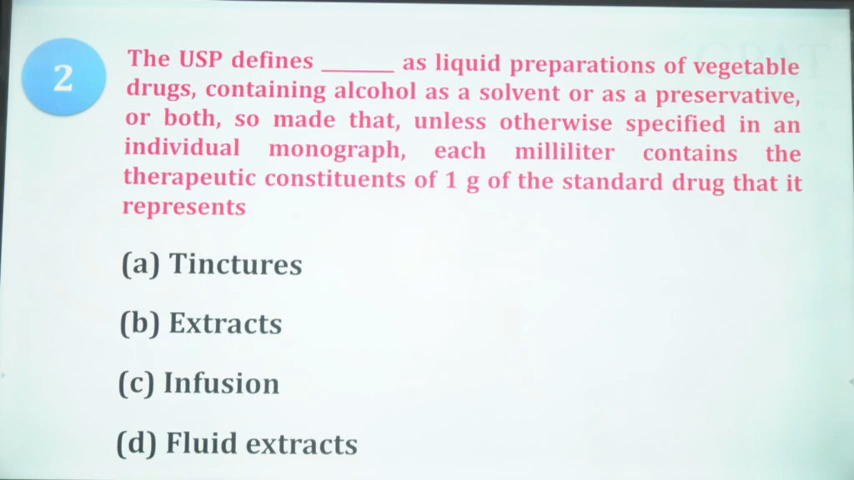 2
The USP defines ______ as liquid preparations of vegetable
drugs, containing alcohol as a solvent or as a preservative,
or both, so made that, unless otherwise specified in an
individual monograph, each milliliter contains the
therapeutic constituents of 1 g of the standard drug that it
represents
(a) Tinctures
(b) Extracts
(c) Infusion
(d) Fluid extracts